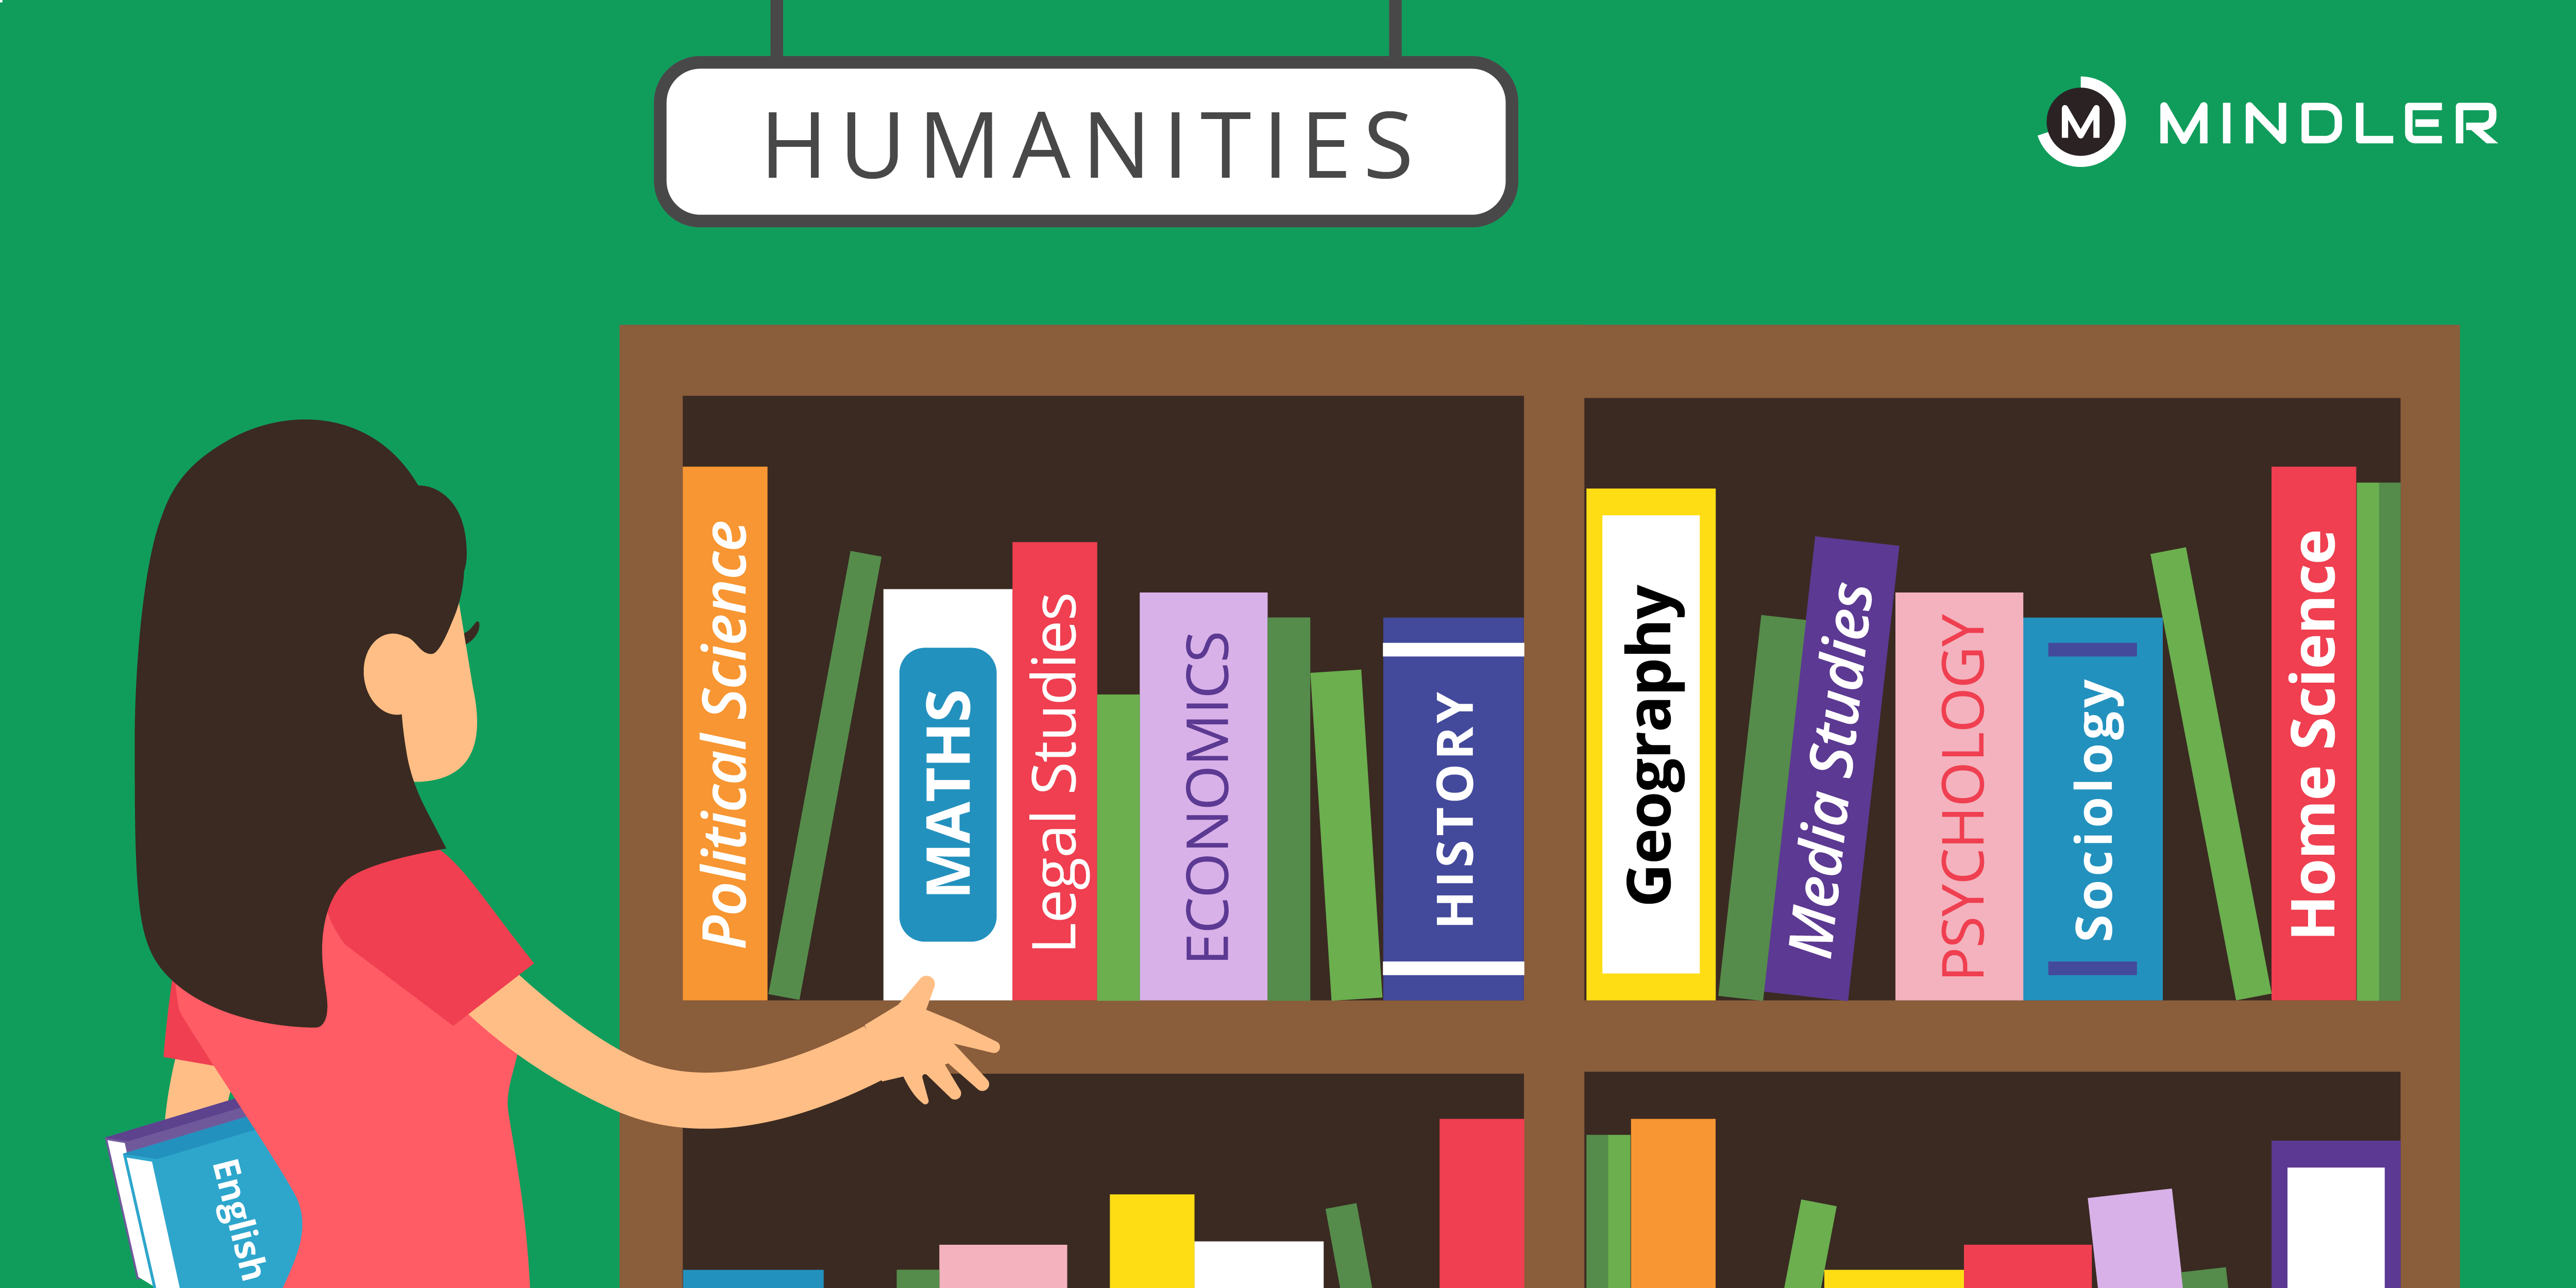 HUMANITIES
M MINDLER
Political Science
MATHS
Legal Studies
ECONOMICS
HISTORY
Geography
Media Studies
PSYCHOLOGY
Sociology
Home Science
English